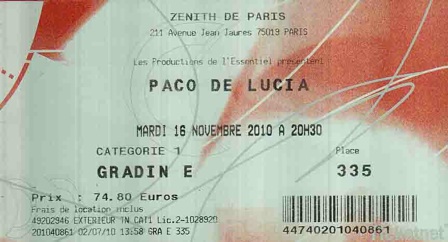 ZENITH DE PARIS
211 Avenue Jean Jaures 75019 PARIS
Les Productions de l'Essentiel présentent
PACO DE LUCIA
MARDI 16 NOVEMBRE 2010 A 20H30
CATEGORIE 1 Place
GRADIN E 335
Prix : 74.80 Euros
Frais de location inclus
49202946 EXTERIEUR IN CAT1 Lic.2-1028920
201040861 02/07/10 13:58 GRA E 335
44740201040861